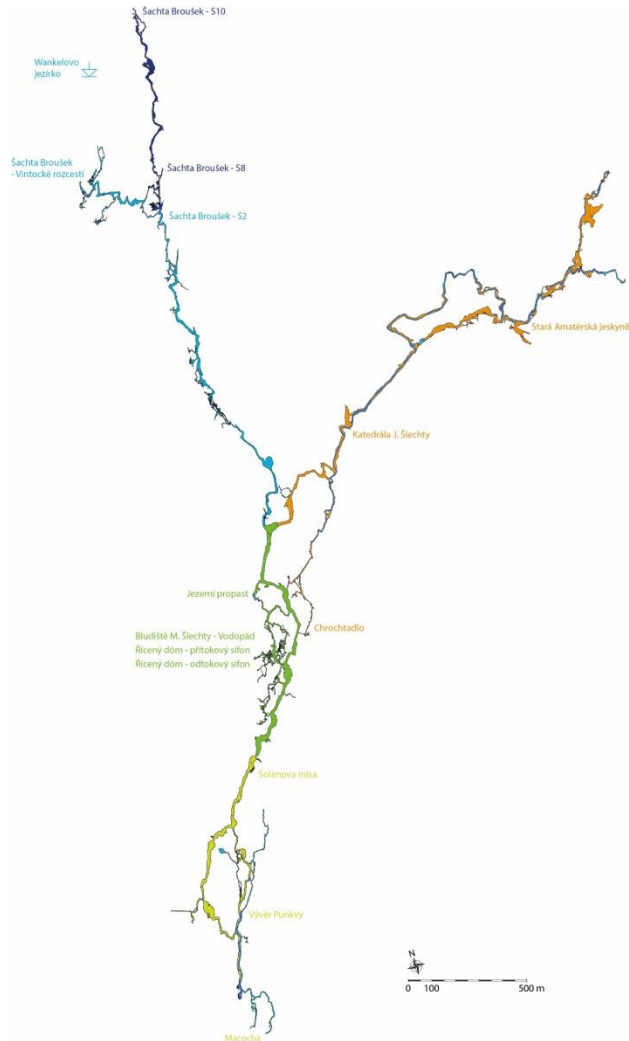 Šachta Broušek - S10
Wankelovo
jezírko
Šachta Broušek
- Vintocké rozcestí
Šachta Broušek - S8
Šachta Broušek - S2
Stará Amatérská jeskyně
Katedrála J. Šlechty
Jezerní propast
Chrochtadlo
Bludiště M. Šlechty - Vodopád
Řícený dóm - přítokový sifon
Řícený dóm - odtokový sifon
Šolimova mísa
Vývěr Punkvy
N
0 100 500 m
Macocha